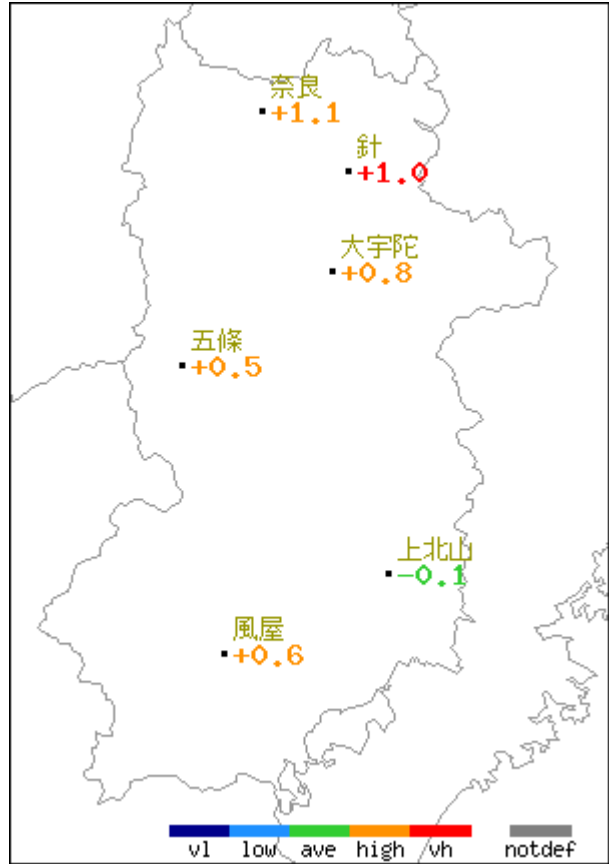 奈良
+1.1
針
+1.0
大宇陀
+0.8
五條
+0.5
上北山
-0.1
風屋
+0.6
vl low ave high vh notdef